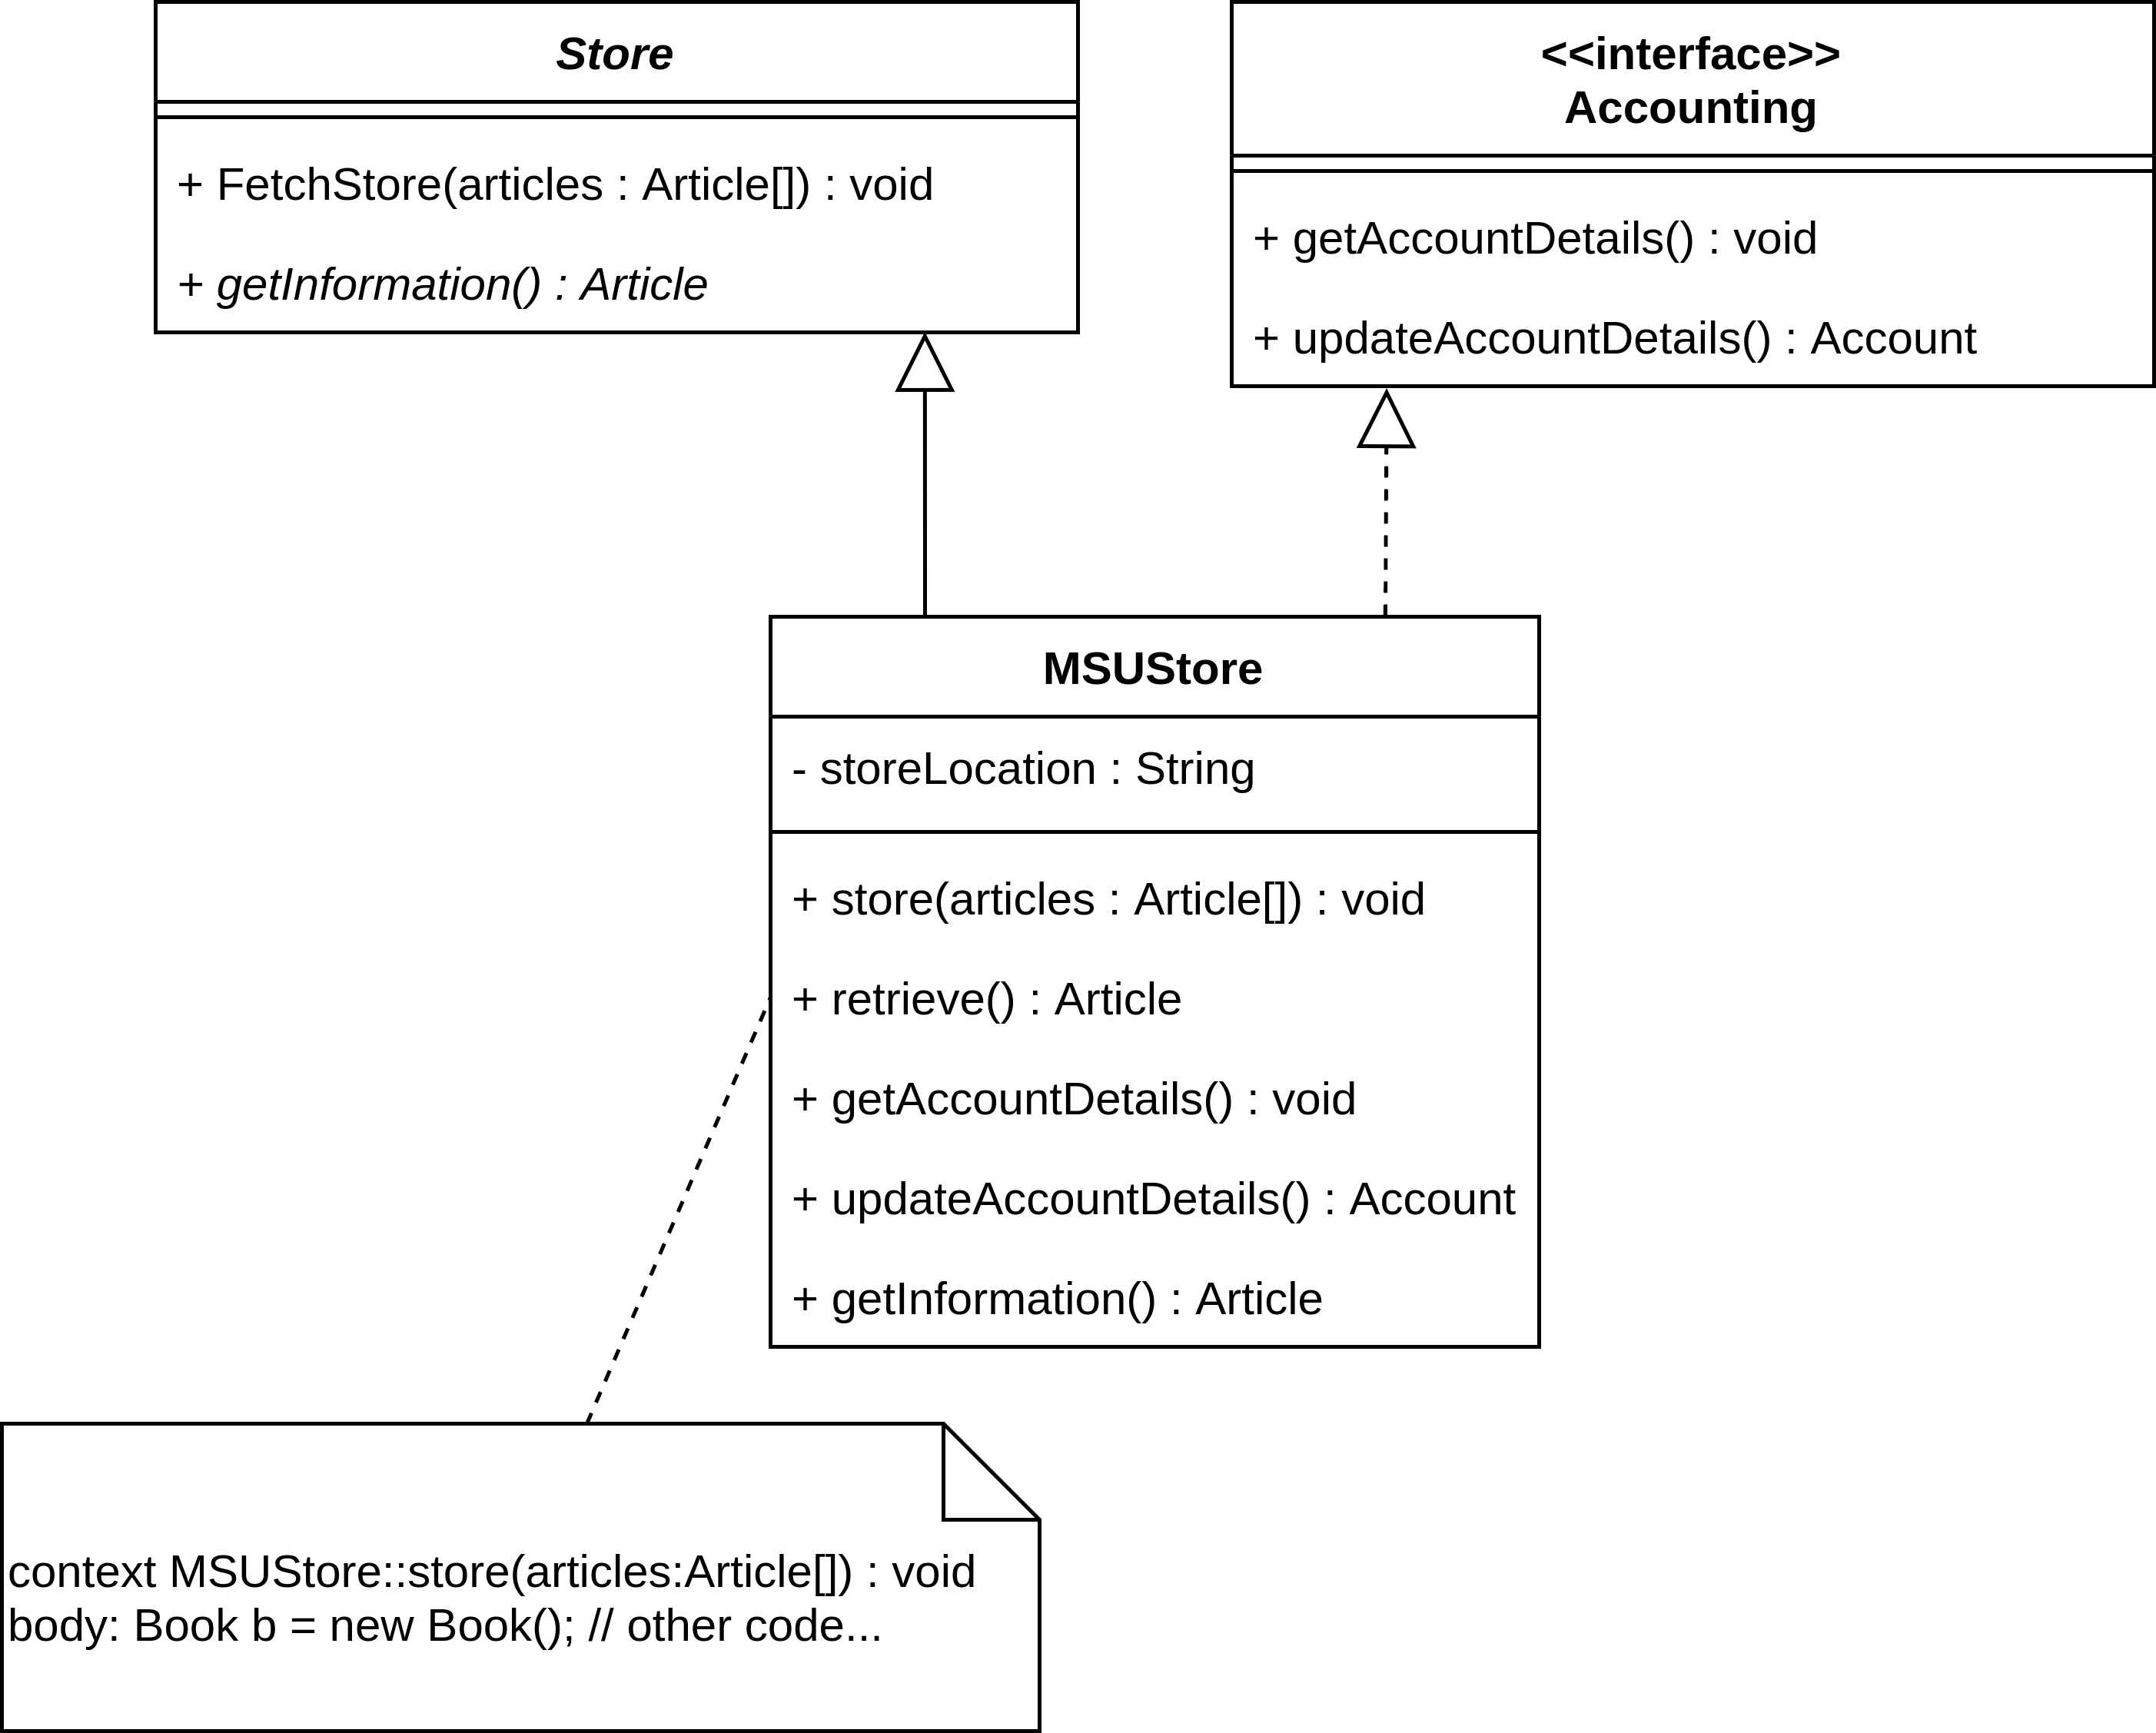 Store
+ FetchStore(articles : Article[]) : void
+ getInformation() : Article
<<interface>>
Accounting
+ getAccountDetails() : void
+ updateAccountDetails() : Account
MSUStore
- storeLocation : String
+ store(articles : Article[]) : void
+ retrieve() : Article
+ getAccountDetails() : void
+ updateAccountDetails() : Account
+ getInformation() : Article
context MSUStore::store(articles:Article[]) : void
body: Book b = new Book(); // other code...